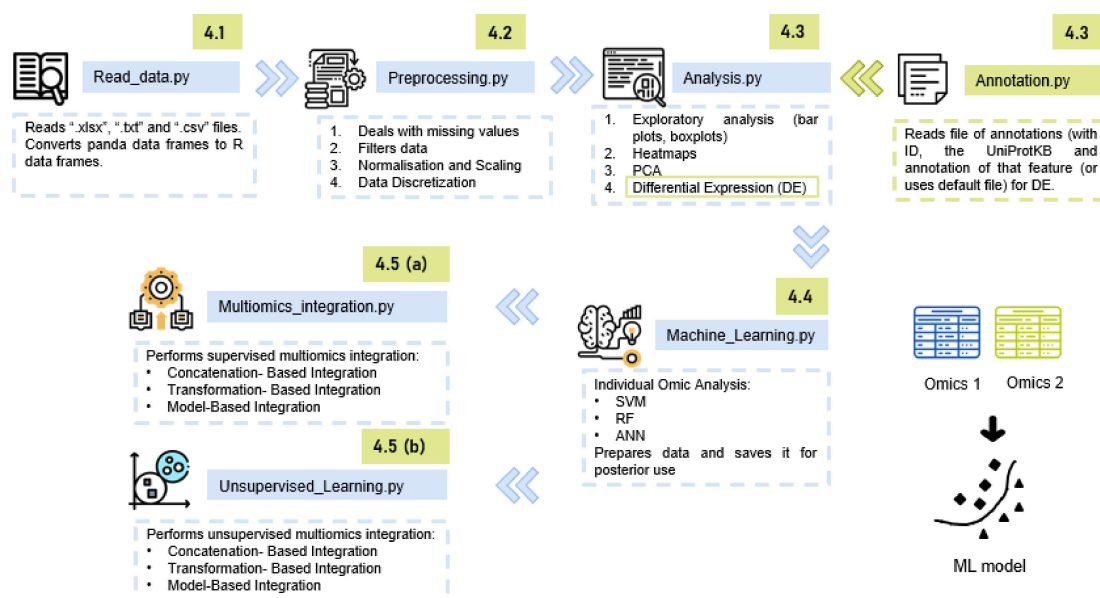 4.1
Read_data.py
Reads ".xlsx", ".txt" and ".csv" files.
Converts panda data frames to R
data frames.
4.2
Preprocessing.py
1. Deals with missing values
2. Filters data
3. Normalisation and Scaling
4. Data Discretization
4.3
Analysis.py
1. Exploratory analysis (bar
plots, boxplots)
2. Heatmaps
3. PCA
4. Differential Expression (DE)
4.3
Annotation.py
Reads file of annotations (with
ID, the UniProtKB and
annotation of that feature (or
uses default file) for DE.
4.5 (a)
Multiomics_integration.py
Performs supervised multiomics integration:
• Concatenation- Based Integration
• Transformation- Based Integration
• Model-Based Integration
4.4
Machine_Learning.py
Individual Omic Analysis:
• SVM
• RF
• ANN
Prepares data and saves it for
posterior use
4.5 (b)
Unsupervised_Learning.py
Performs unsupervised multiomics integration:
• Concatenation- Based Integration
• Transformation- Based Integration
• Model-Based Integration
Omics 1
Omics 2
ML model